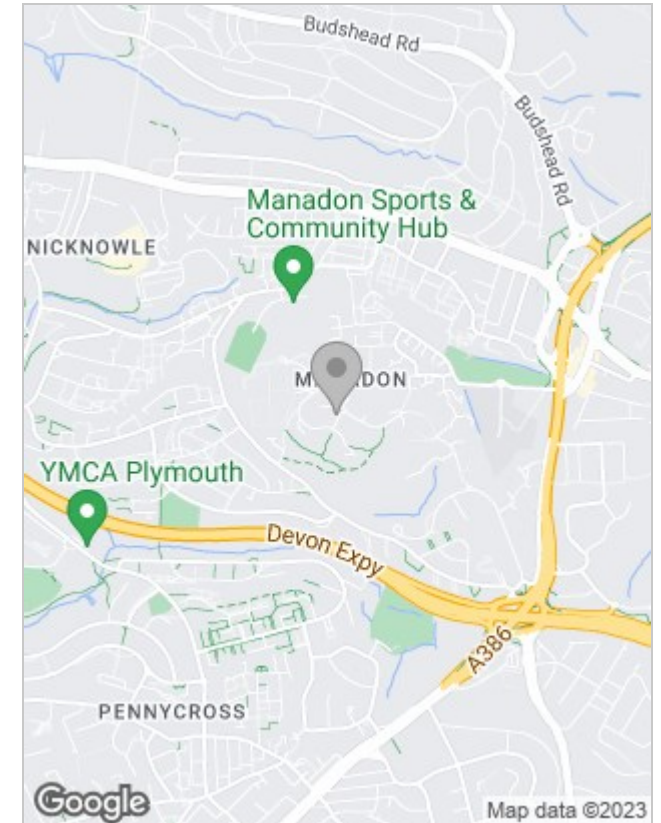 Budshead Rd
Budshead Rd
Manadon Sports &
Community Hub
NICKNOWLE
YMCA Plymouth
Devon Expy
A386
PENNYCROSS
Google
Map data ©2023